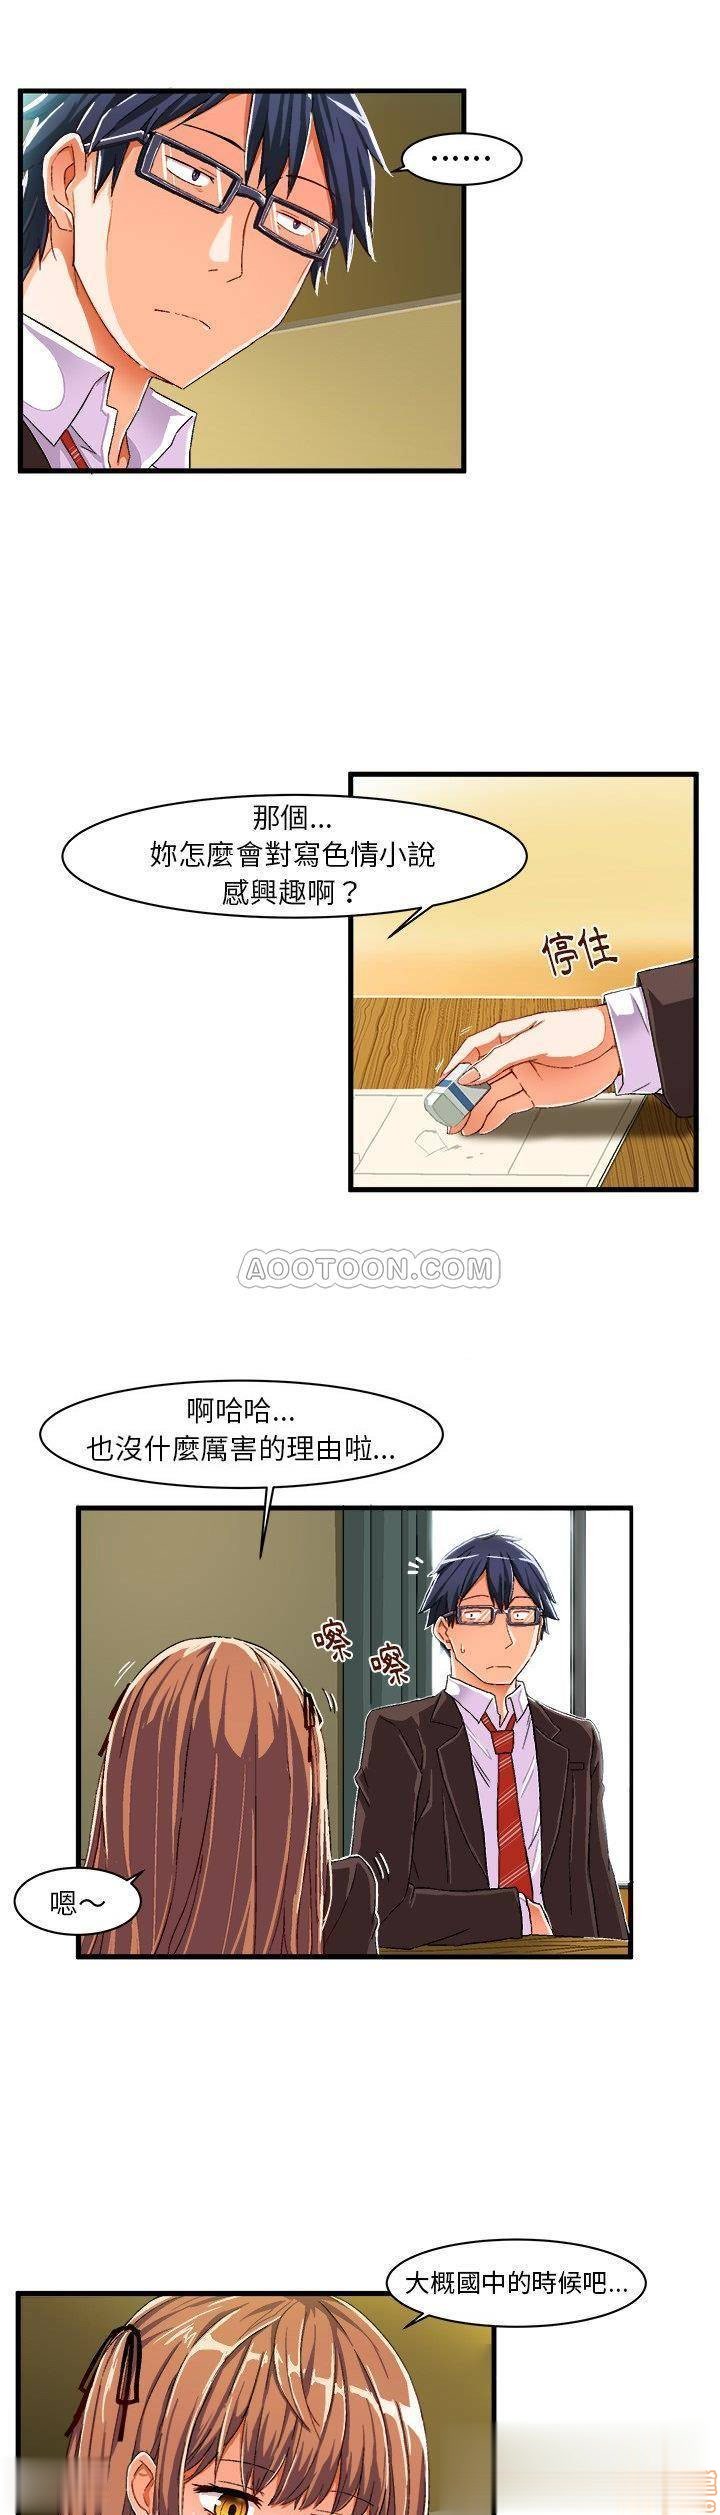 ......
那個...
妳怎麼會對寫色情小說
感興趣啊？
停住
AOOTOON.COM
啊哈哈...
也沒什麼厲害的理由啦...
嚓
嚓
嗯～
大概國中的時候吧...